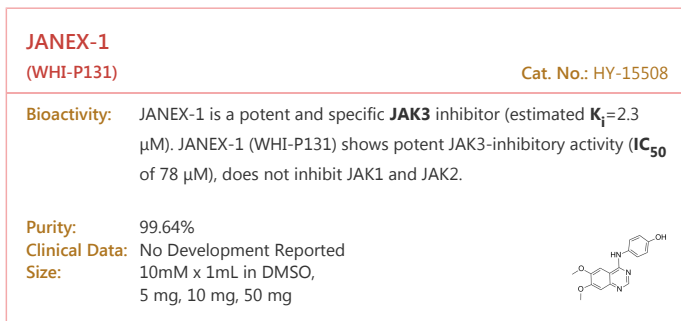 JANEX-1
(WHI-P131) Cat. No.: HY-15508
Bioactivity: JANEX-1 is a potent and specific JAK3 inhibitor (estimated Ki=2.3
μM). JANEX-1 (WHI-P131) shows potent JAK3-inhibitory activity (IC50
of 78 μM), does not inhibit JAK1 and JAK2.
Purity: 99.64%
Clinical Data: No Development Reported
Size: 10mM x 1mL in DMSO,
5 mg, 10 mg, 50 mg
OH
HN
O
N
O
N